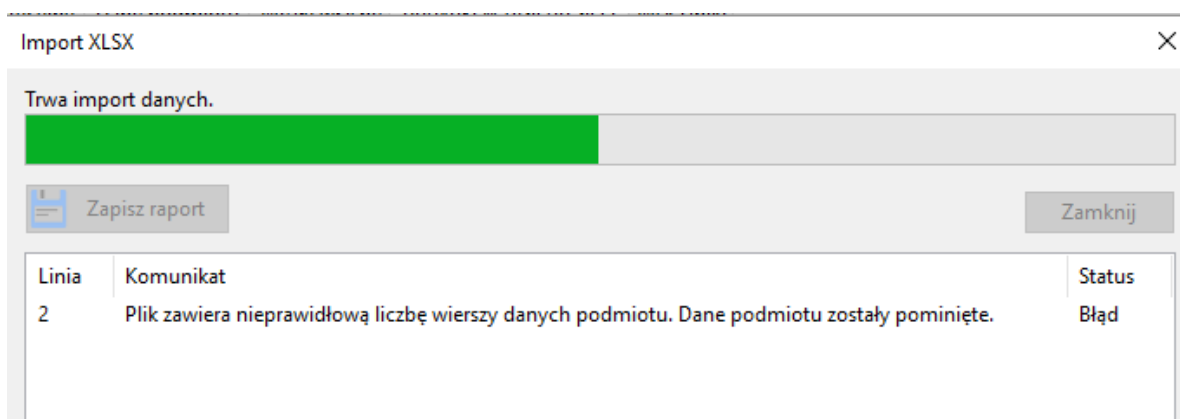 Import XLSX
Trwa import danych.
Zapisz raport
Zamknij
Linia Komunikat Status
2 Plik zawiera nieprawidłową liczbę wierszy danych podmiotu. Dane podmiotu zostały pominięte. Błąd